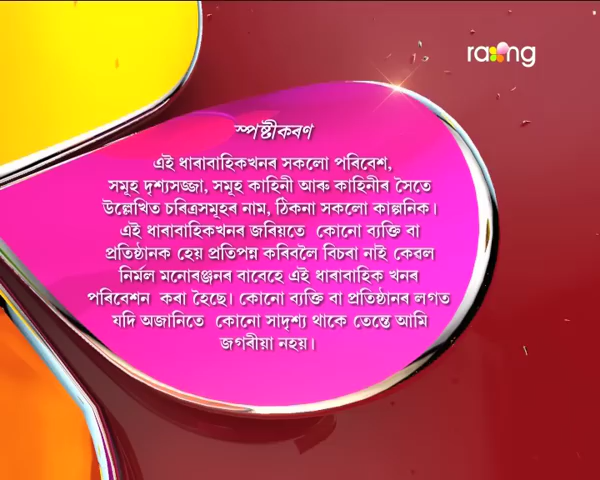 rang
স্পষ্টীকৰণ
এই ধাৰাবাহিকখনৰ সকলো পৰিবেশ,
সমূহ দৃশ্যসজ্জা, সমূহ কাহিনী আৰু কাহিনীৰ সৈতে
উল্লেখিত চৰিত্ৰসমূহৰ নাম, ঠিকনা সকলো কাল্পনিক।
এই ধাৰাবাহিকখনৰ জৰিয়তে কোনো ব্যক্তি বা
প্ৰতিষ্ঠানক হেয় প্ৰতিপন্ন কৰিবলৈ বিচৰা নাই কেৱল
নিৰ্মল মনোৰঞ্জনৰ বাবেহে এই ধাৰাবাহিক খনৰ
পৰিবেশন কৰা হৈছে। কোনো ব্যক্তি বা প্ৰতিষ্ঠানৰ লগত
যদি অজানিতে কোনো সাদৃশ্য থাকে তেন্তে আমি
জগৰীয়া নহয়।